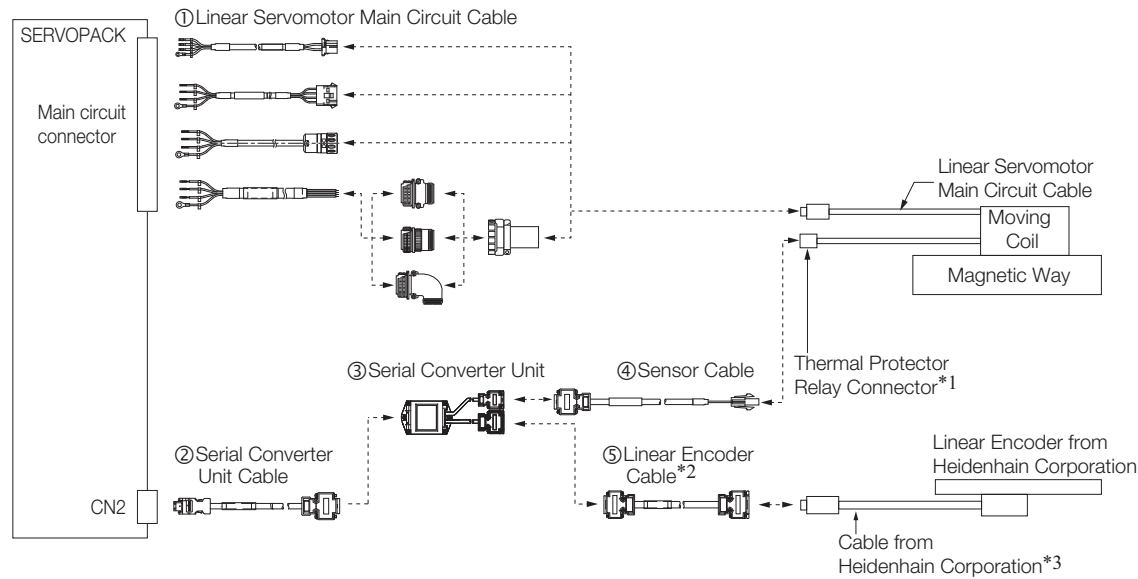 ①Linear Servomotor Main Circuit Cable
SERVOPACK
Main circuit
connector
Linear Servomotor
Main Circuit Cable
Moving
Coil
Magnetic Way
Thermal Protector
Relay Connector*1
③Serial Converter Unit
④Sensor Cable
②Serial Converter
Unit Cable
⑤Linear Encoder
Cable*2
Linear Encoder from
Heidenhain Corporation
CN2
Cable from
Heidenhain Corporation*3